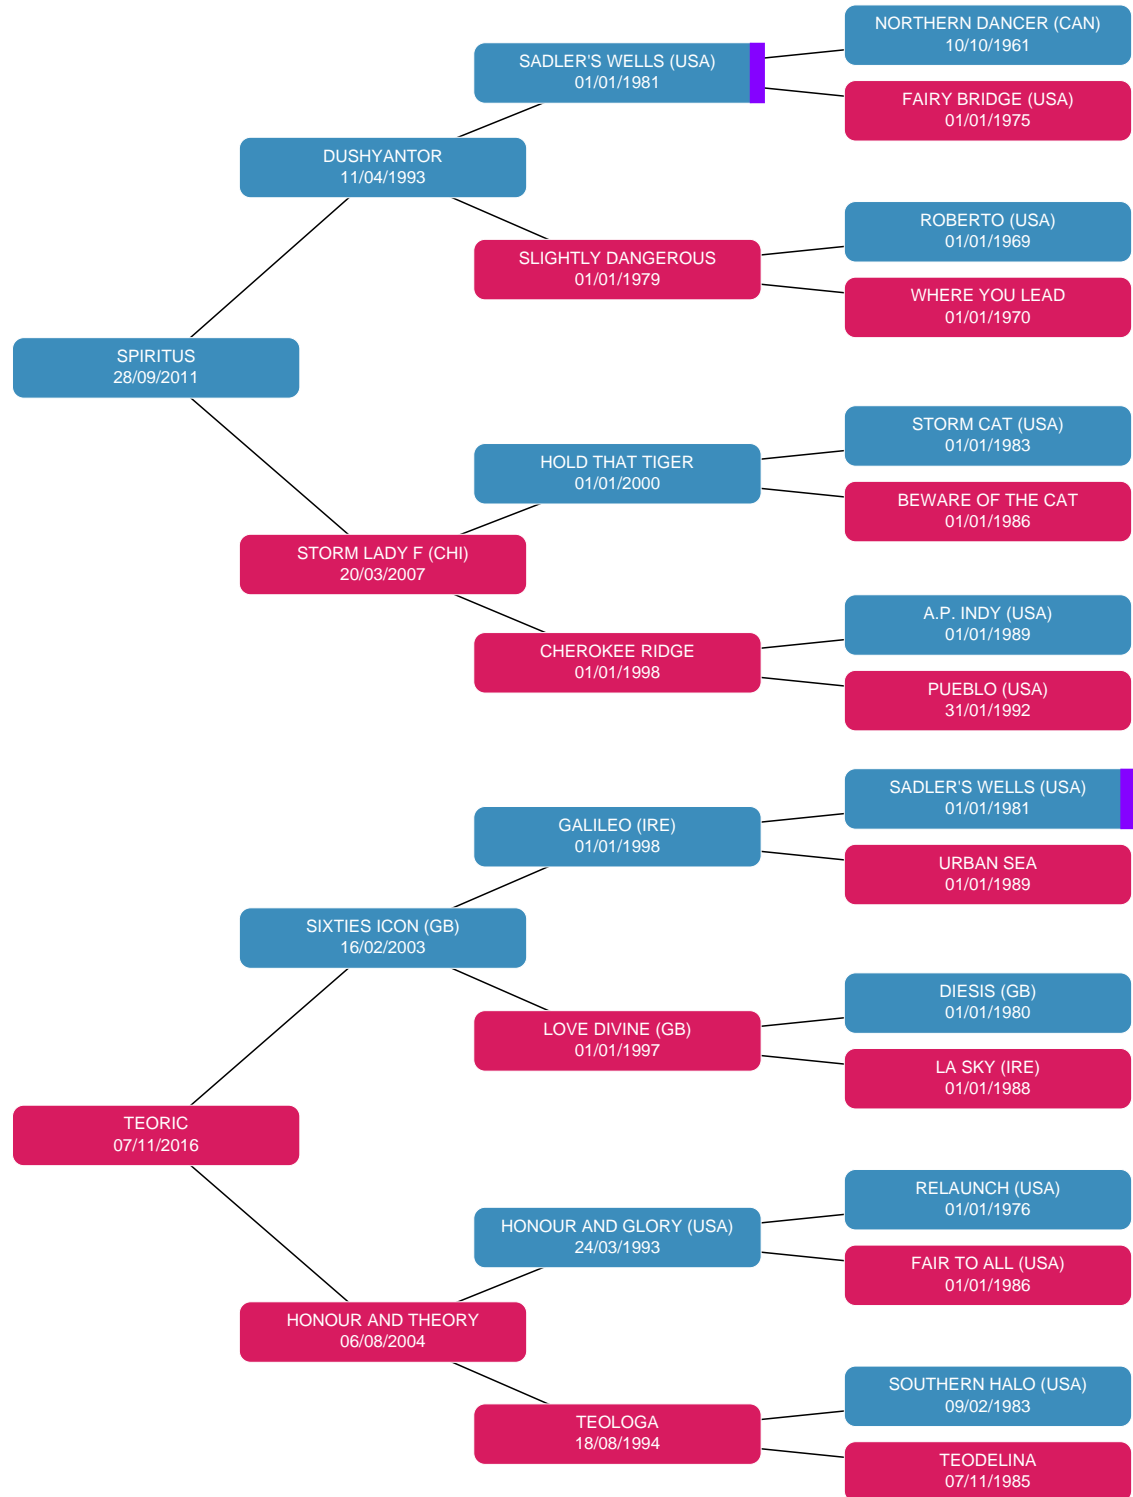 NORTHERN DANCER (CAN)
10/10/1961
SADLER'S WELLS (USA)
01/01/1981
FAIRY BRIDGE (USA)
01/01/1975
DUSHYANTOR
11/04/1993
ROBERTO (USA)
01/01/1969
SLIGHTLY DANGEROUS
01/01/1979
WHERE YOU LEAD
01/01/1970
SPIRITUS
28/09/2011
STORM CAT (USA)
01/01/1983
HOLD THAT TIGER
01/01/2000
BEWARE OF THE CAT
01/01/1986
STORM LADY F (CHI)
20/03/2007
A.P. INDY (USA)
01/01/1989
CHEROKEE RIDGE
01/01/1998
PUEBLO (USA)
31/01/1992
SADLER'S WELLS (USA)
01/01/1981
GALILEO (IRE)
01/01/1998
URBAN SEA
01/01/1989
SIXTIES ICON (GB)
16/02/2003
DIESIS (GB)
01/01/1980
LOVE DIVINE (GB)
01/01/1997
LA SKY (IRE)
01/01/1988
TEORIC
07/11/2016
RELAUNCH (USA)
01/01/1976
HONOUR AND GLORY (USA)
24/03/1993
FAIR TO ALL (USA)
01/01/1986
HONOUR AND THEORY
06/08/2004
SOUTHERN HALO (USA)
09/02/1983
TEOLOGA
18/08/1994
TEODELINA
07/11/1985